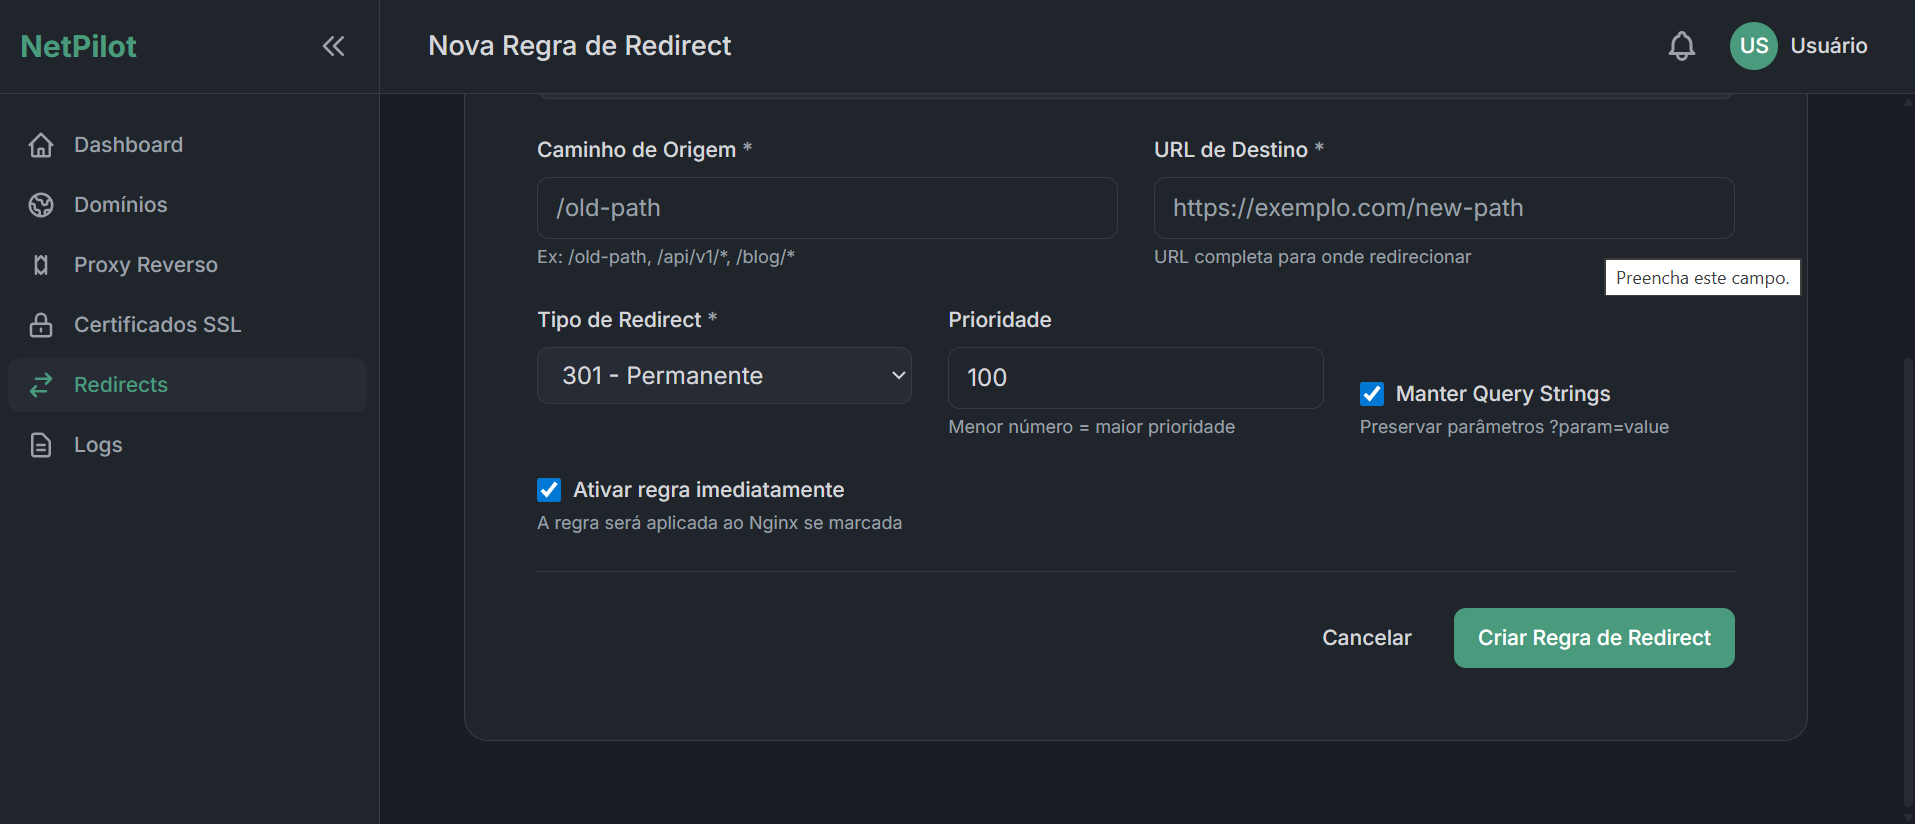 NetPilot
Nova Regra de Redirect
US
Usuário
Dashboard
Domínios
Proxy Reverso
Certificados SSL
Redirects
Logs
Caminho de Origem *
/old-path
Ex: /old-path, /api/v1/*, /blog/*
URL de Destino *
https://exemplo.com/new-path
URL completa para onde redirecionar
Preencha este campo.
Tipo de Redirect *
301 - Permanente
Prioridade
100
Menor número = maior prioridade
Manter Query Strings
Preservar parâmetros ?param=value
Ativar regra imediatamente
A regra será aplicada ao Nginx se marcada
Cancelar
Criar Regra de Redirect